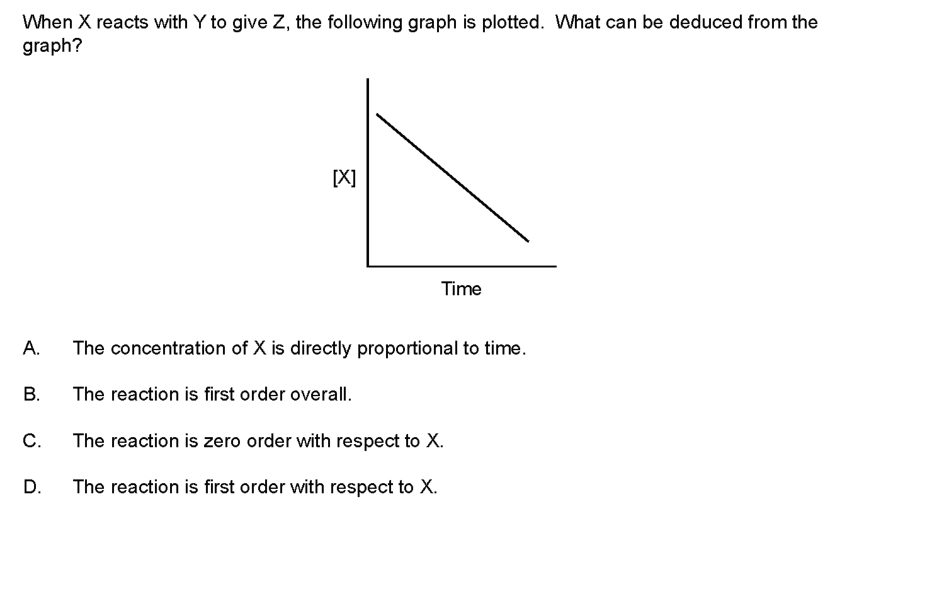 When X reacts with Y to give Z, the following graph is plotted. What can be deduced from the
graph?
[X]
Time
A. The concentration of X is directly proportional to time.
B. The reaction is first order overall.
C. The reaction is zero order with respect to X.
D. The reaction is first order with respect to X.